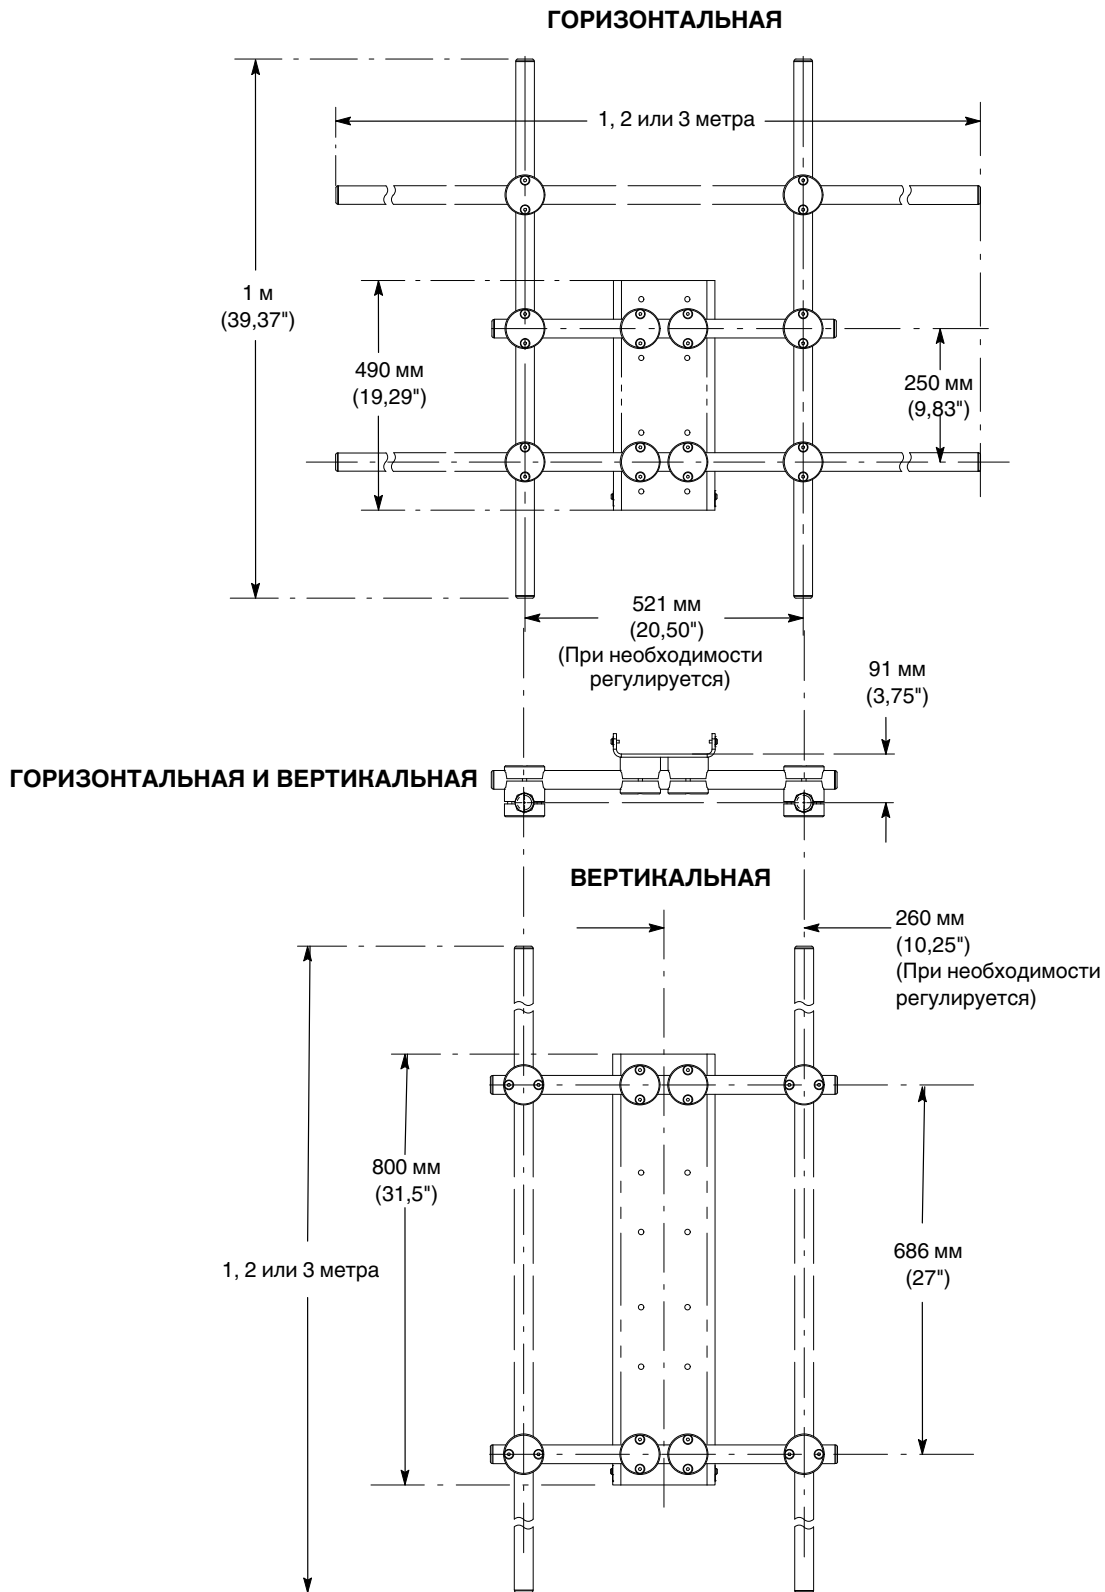 ГОРИЗОНТАЛЬНАЯ
1, 2 или 3 метра
1 м
(39,37")
490 мм
(19,29")
250 мм
(9,83")
521 мм
(20,50")
(При необходимости
регулируется)
91 мм
(3,75")
ГОРИЗОНТАЛЬНАЯ И ВЕРТИКАЛЬНАЯ
ВЕРТИКАЛЬНАЯ
260 мм
(10,25")
(При необходимости
регулируется)
800 мм
(31,5")
686 мм
(27")
1, 2 или 3 метра